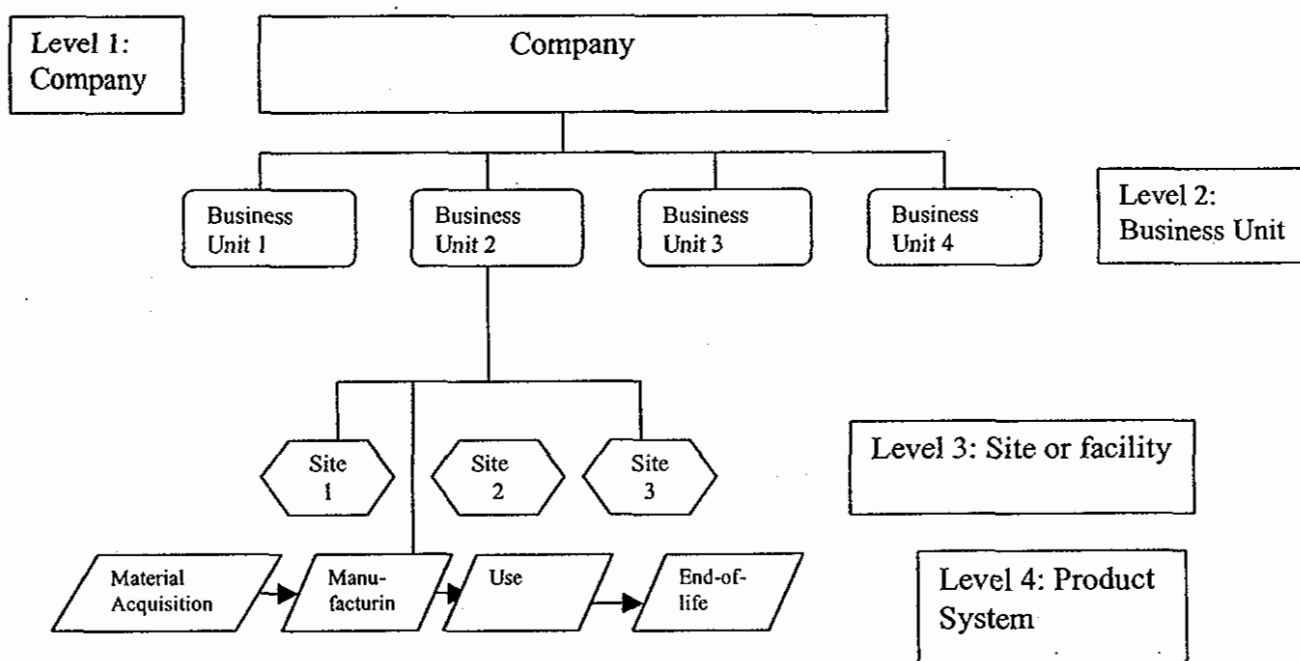 Level 1:
Company
Company
Business
Unit 1
Business
Unit 2
Business
Unit 3
Business
Unit 4
Level 2:
Business Unit
Site
1
Site
2
Site
3
Level 3: Site or facility
Material
Acquisition
Manu-
facturin
Use
End-of-
life
Level 4: Product
System